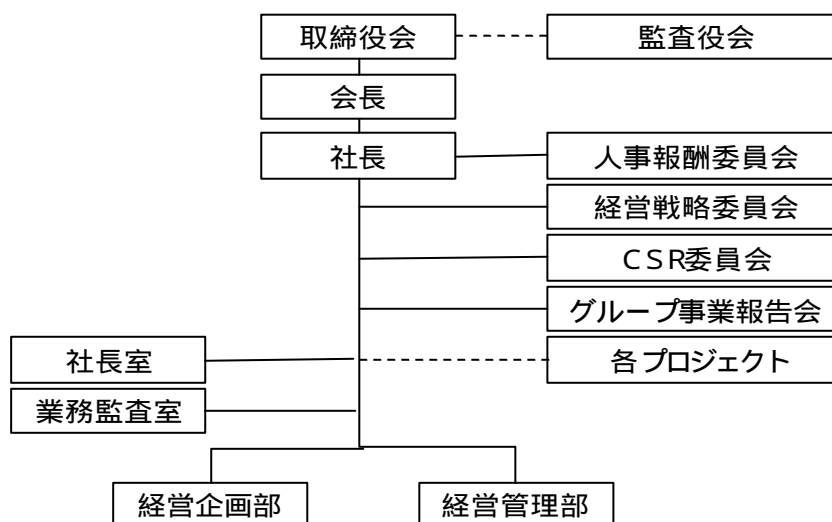 取締役会
監査役会
会長
社長
人事報酬委員会
経営戦略委員会
CSR委員会
グループ事業報告会
社長室
各プロジェクト
業務監査室
経営企画部
経営管理部